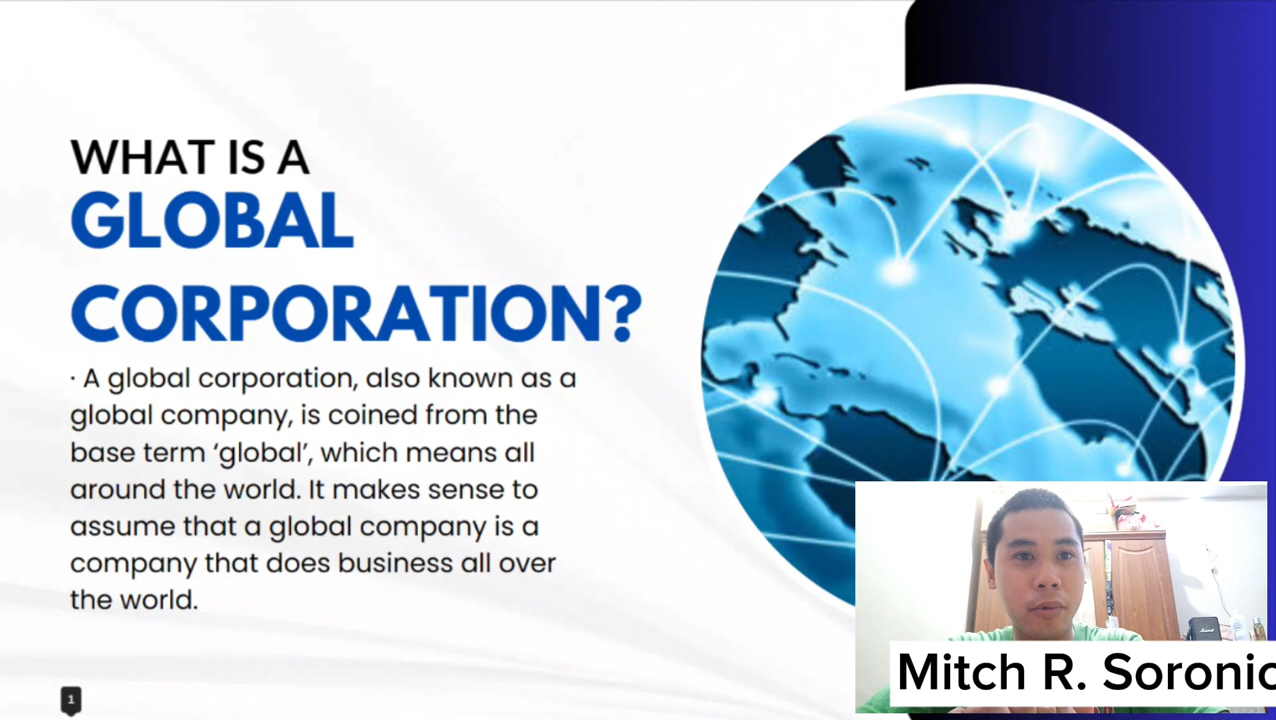 WHAT IS A
GLOBAL
CORPORATION?
· A global corporation, also known as a
global company, is coined from the
base term ‘global’, which means all
around the world. It makes sense to
assume that a global company is a
company that does business all over
the world.
1
Mitch R.